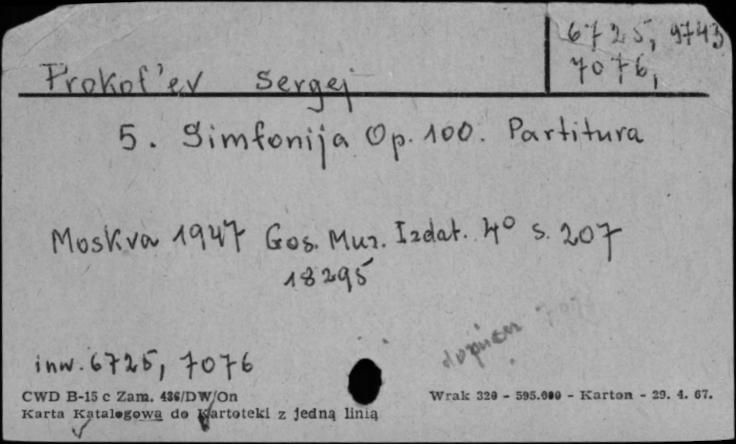 6725, 9743
7076,
Prokof'ev Sergej
5. Simfonija Op. 100. Partitura
Moskva 1947 Gos. Muz. Izdat. 4° s. 207
18295
inw. 6725, 7076
CWD B-15 c Zam. 436/DW/On
Karta Katalogowa do Kartoteki z jedną linią
Wrak 320 - 595.000 - Karton - 29. 4. 67.